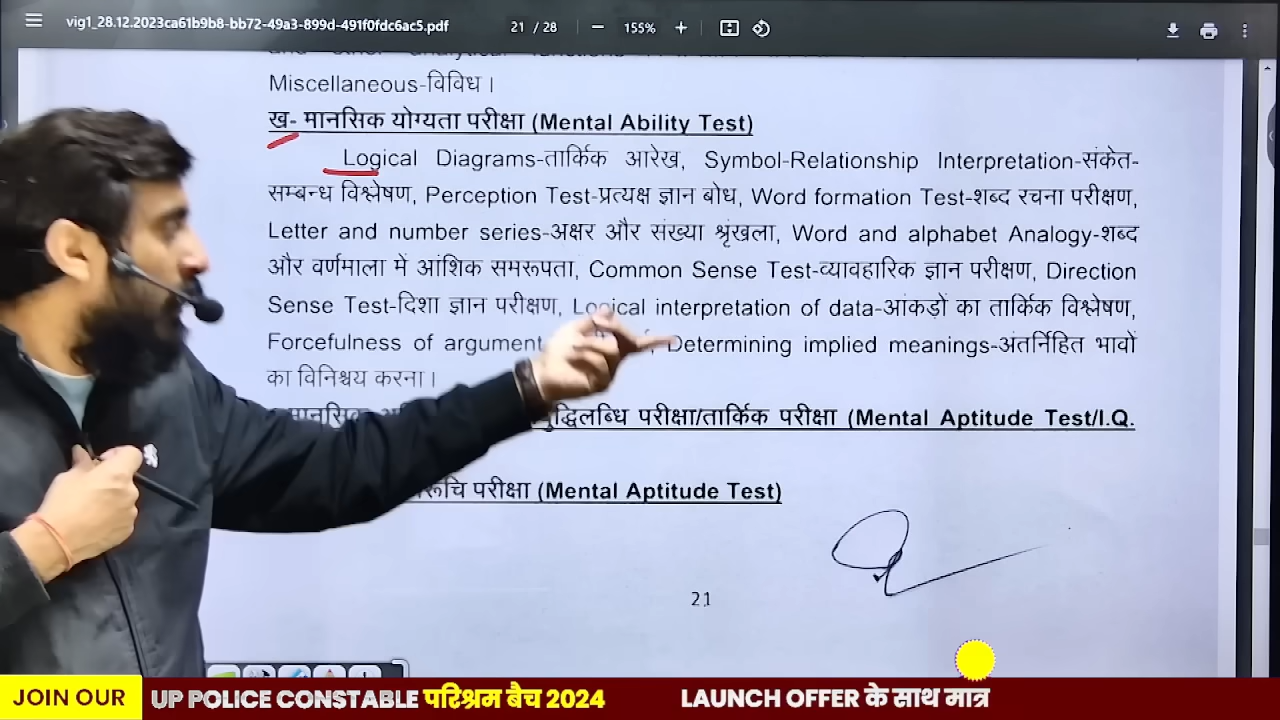 vig1_28.12.2023ca61b9b8-bb72-49a3-899d-491f0fdc6ac5.pdf 21 / 28 155%
and other analytical functions
Miscellaneous-विविध।
ख- मानसिक योग्यता परीक्षा (Mental Ability Test)
Logical Diagrams-तार्किक आरेख, Symbol-Relationship Interpretation-संकेत-
सम्बन्ध विश्लेषण, Perception Test-प्रत्यक्ष ज्ञान बोध, Word formation Test-शब्द रचना परीक्षण,
Letter and number series-अक्षर और संख्या श्रृंखला, Word and alphabet Analogy-शब्द
और वर्णमाला में आंशिक समरूपता, Common Sense Test-व्यावहारिक ज्ञान परीक्षण, Direction
Sense Test-दिशा ज्ञान परीक्षण, Logical interpretation of data-आंकड़ों का तार्किक विश्लेषण,
Forcefulness of argument Determining implied meanings-अंतर्निहित भावों
का विनिश्चय करना।
मानसिक बुद्धिलब्धि परीक्षा/तार्किक परीक्षा (Mental Aptitude Test/I.Q.
परीक्षा (Mental Aptitude Test)
21
JOIN OUR UP POLICE CONSTABLE परिश्रम बैच 2024 LAUNCH OFFER के साथ मात्र